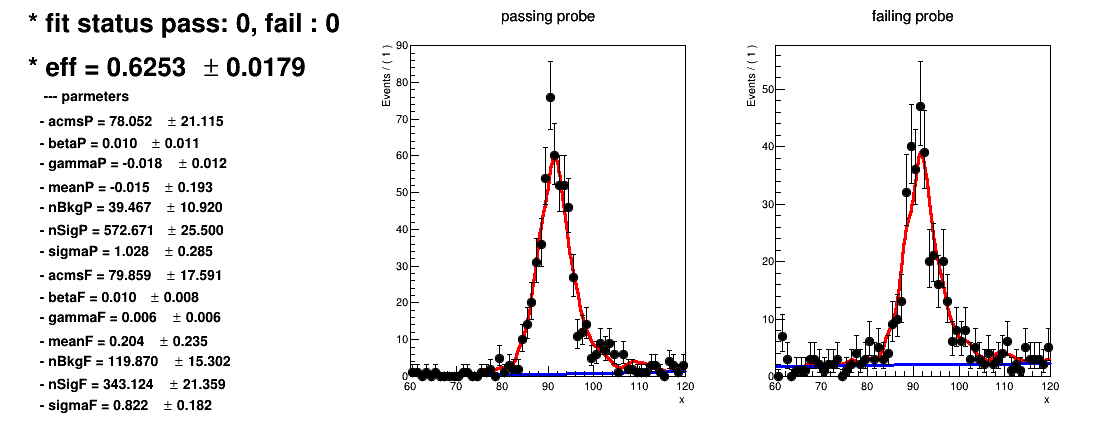 * fit status pass: 0, fail : 0
* eff = 0.6253 ± 0.0179
--- parmeters
- acmsP = 78.052 ± 21.115
- betaP = 0.010 ± 0.011
- gammaP = -0.018 ± 0.012
- meanP = -0.015 ± 0.193
- nBkgP = 39.467 ± 10.920
- nSigP = 572.671 ± 25.500
- sigmaP = 1.028 ± 0.285
- acmsF = 79.859 ± 17.591
- betaF = 0.010 ± 0.008
- gammaF = 0.006 ± 0.006
- meanF = 0.204 ± 0.235
- nBkgF = 119.870 ± 15.302
- nSigF = 343.124 ± 21.359
- sigmaF = 0.822 ± 0.182
passing probe
Events / ( 1 )
90
80
70
60
50
40
30
20
10
0
60 70 80 90 100 110 120
x
failing probe
Events / ( 1 )
50
40
30
20
10
0
60 70 80 90 100 110 120
x